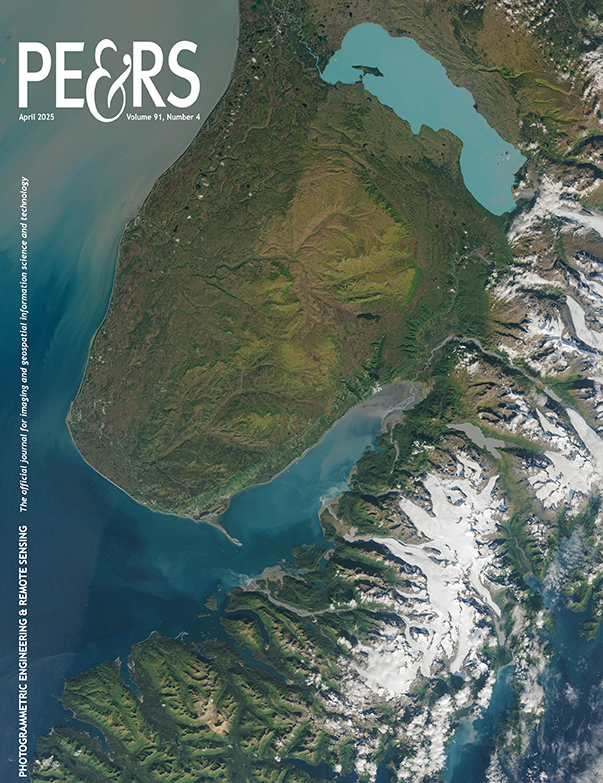 PE&RS
April 2025
Volume 91, Number 4
The official journal for imaging and geospatial information science and technology
PHOTOGRAMMETRIC ENGINEERING & REMOTE SENSING